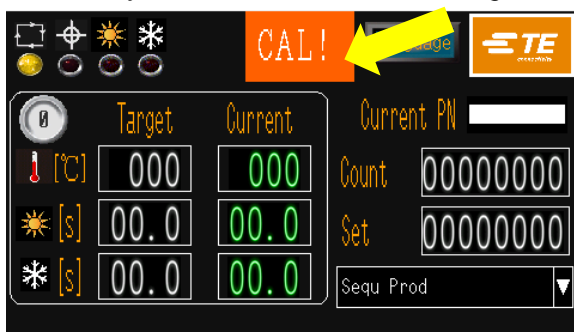 CAL!
TE
0 Target Current
[℃] 000 000
[s] 00.0 00.0
[s] 00.0 00.0
Current PN
Count 00000000
Set 00000000
Sequ Prod